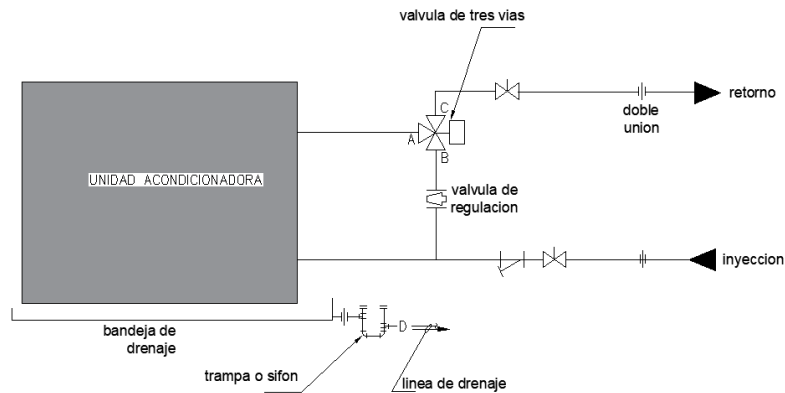 valvula de tres vias
C
retorno
doble
union
A
B
UNIDAD ACONDICIONADORA
valvula de
regulacion
inyeccion
bandeja de
drenaje
D
trampa o sifon
linea de drenaje